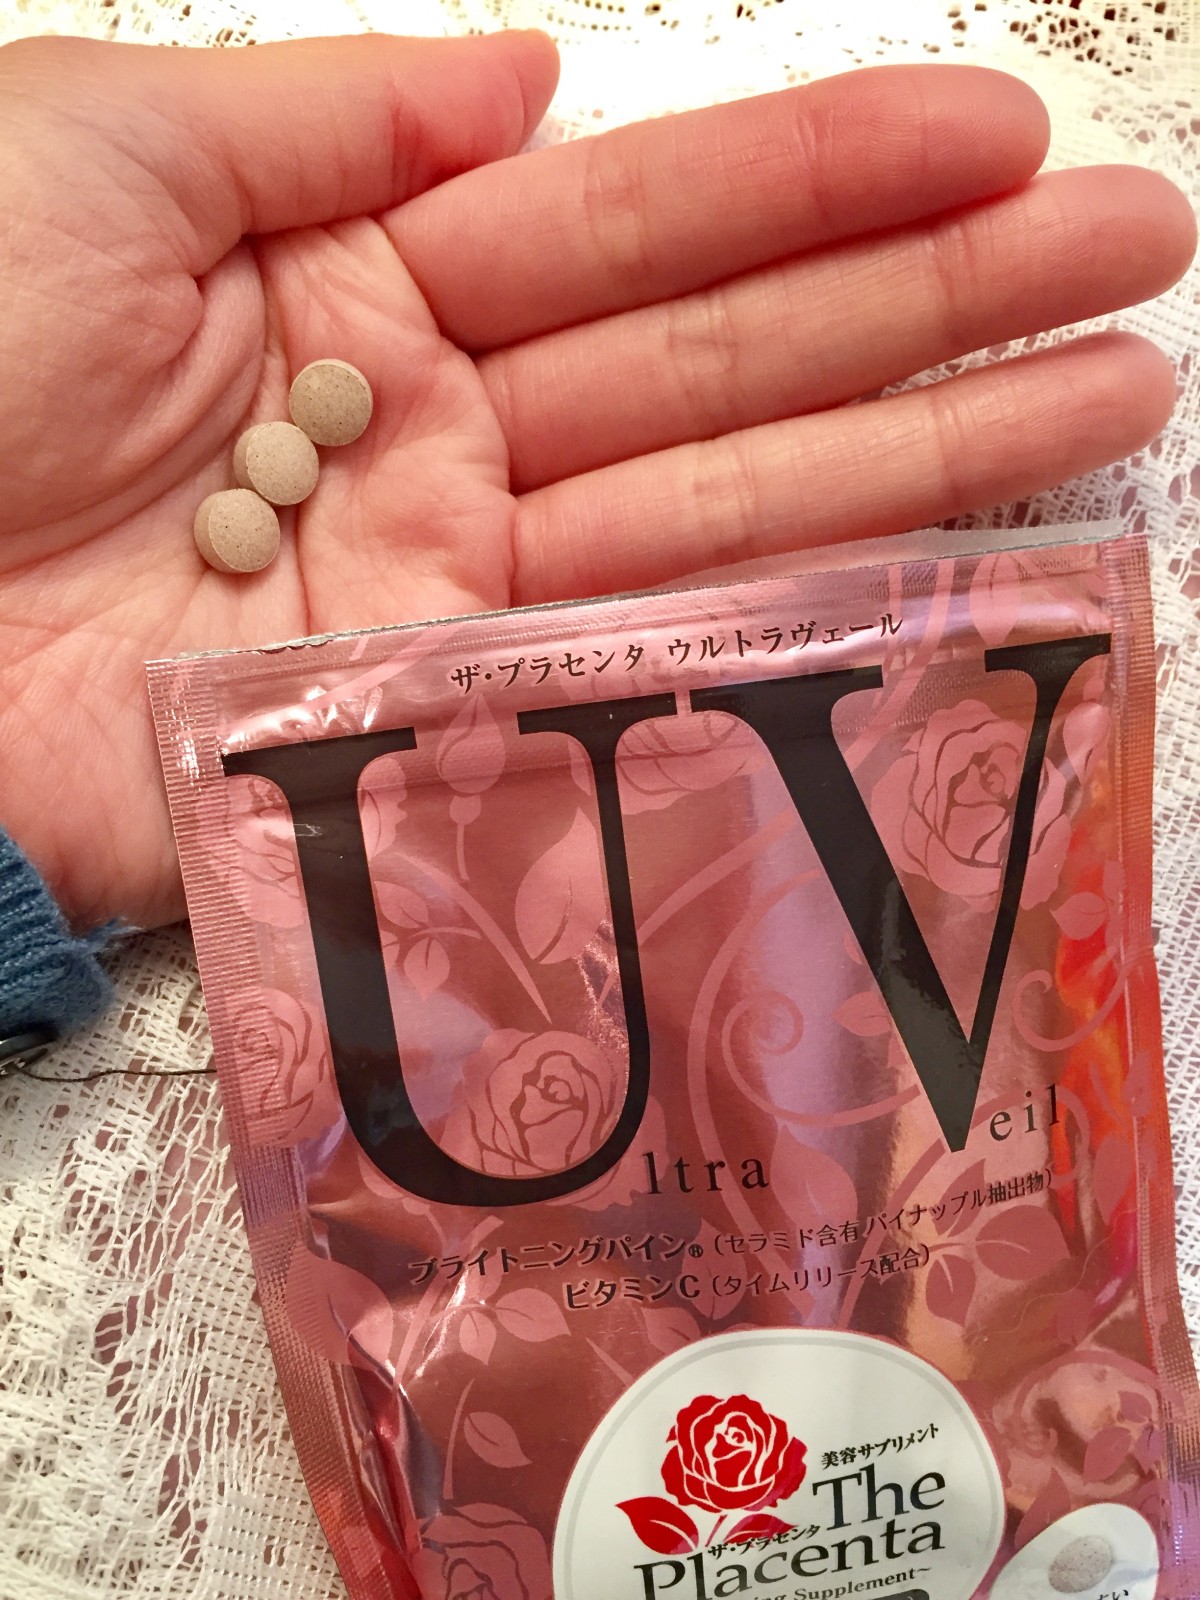 ザ・プラセンタ ウルトラヴェール
Ultra Veil
ブライトニングパイン®(セラミド含有 パイナップル抽出物)
ビタミンC(タイムリリース配合)
美容サプリメント
The
ザ・プラセンタ
Placenta
Supplement~